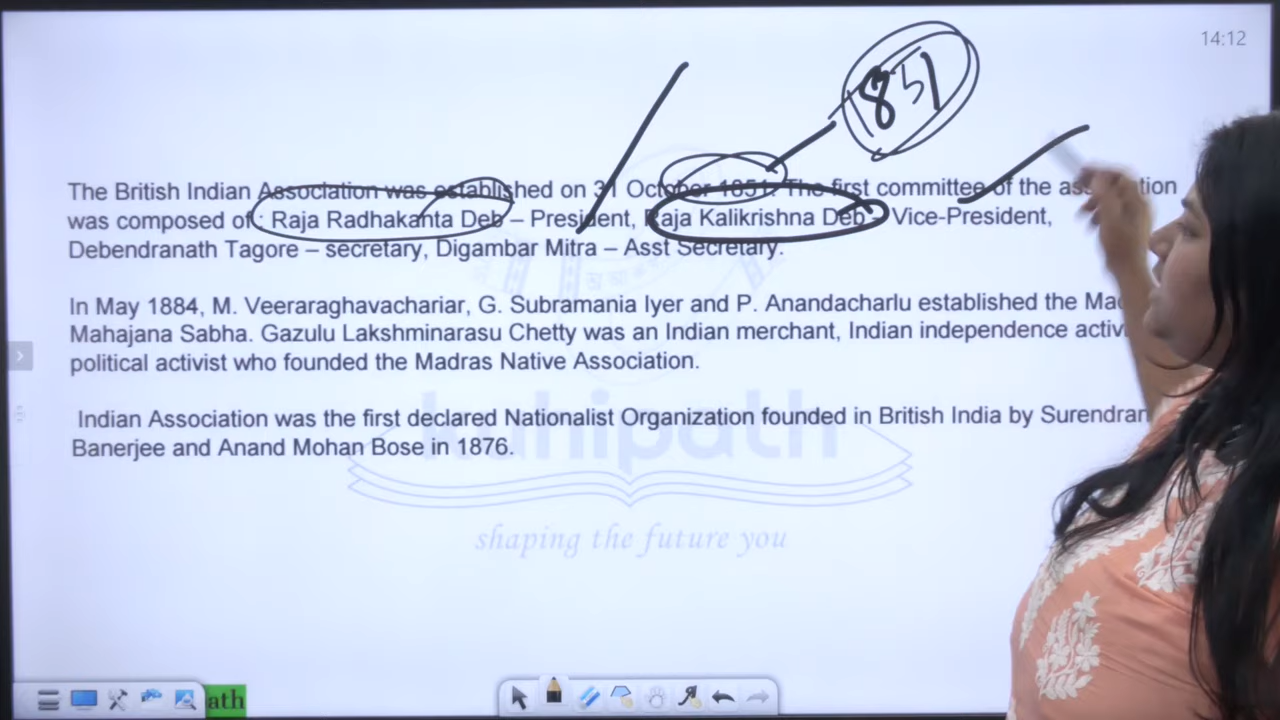 14:12
1851
The British Indian Association was established on 31 October 1851. The first committee of the association
was composed of: Raja Radhakanta Deb – President, Raja Kalikrishna Deb – Vice-President,
Debendranath Tagore – secretary, Digambar Mitra – Asst Secretary.
In May 1884, M. Veeraraghavachariar, G. Subramania Iyer and P. Anandacharlu established the
Mahajana Sabha. Gazulu Lakshminarasu Chetty was an Indian merchant, Indian independence
political activist who founded the Madras Native Association.
Indian Association was the first declared Nationalist Organization founded in British India by
Banerjee and Anand Mohan Bose in 1876.
shaping the future you
ath